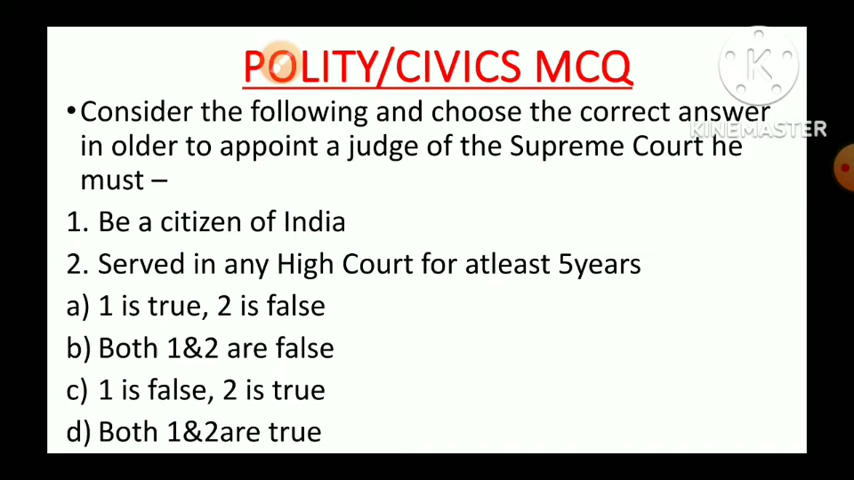 POLITY/CIVICS MCQ
•Consider the following and choose the correct answer
in older to appoint a judge of the Supreme Court he
must –
1. Be a citizen of India
2. Served in any High Court for atleast 5years
a) 1 is true, 2 is false
b) Both 1&2 are false
c) 1 is false, 2 is true
d) Both 1&2are true
K
KINEMASTER